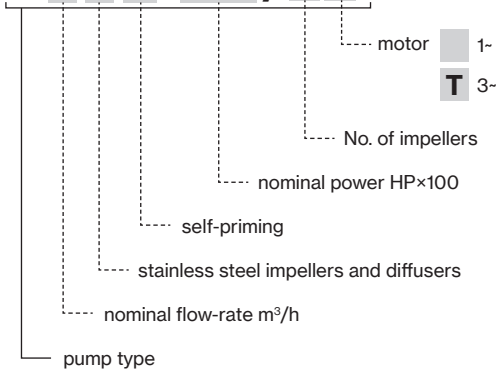 motor 1~
T 3~
No. of impellers
nominal power HP×100
self-priming
stainless steel impellers and diffusers
nominal flow-rate m³/h
pump type